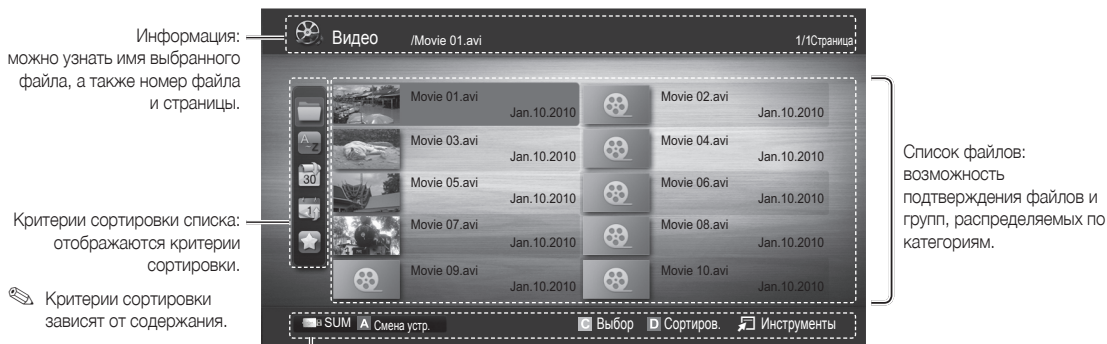 Информация:
можно узнать имя выбранного
файла, а также номер файла
и страницы.
Критерии сортировки списка:
отображаются критерии
сортировки.
Критерии сортировки
зависят от содержания.
Видео /Movie 01.avi 1/1Страница
Movie 01.avi
Jan.10.2010
Movie 02.avi
Jan.10.2010
Movie 03.avi
Jan.10.2010
Movie 04.avi
Jan.10.2010
Movie 05.avi
Jan.10.2010
Movie 06.avi
Jan.10.2010
Movie 07.avi
Jan.10.2010
Movie 08.avi
Jan.10.2010
Movie 09.avi
Jan.10.2010
Movie 10.avi
Jan.10.2010
A-Z
30
SUM A Смена устр. C Выбор D Сортиров. Инструменты
Список файлов:
возможность
подтверждения файлов и
групп, распределяемых по
категориям.